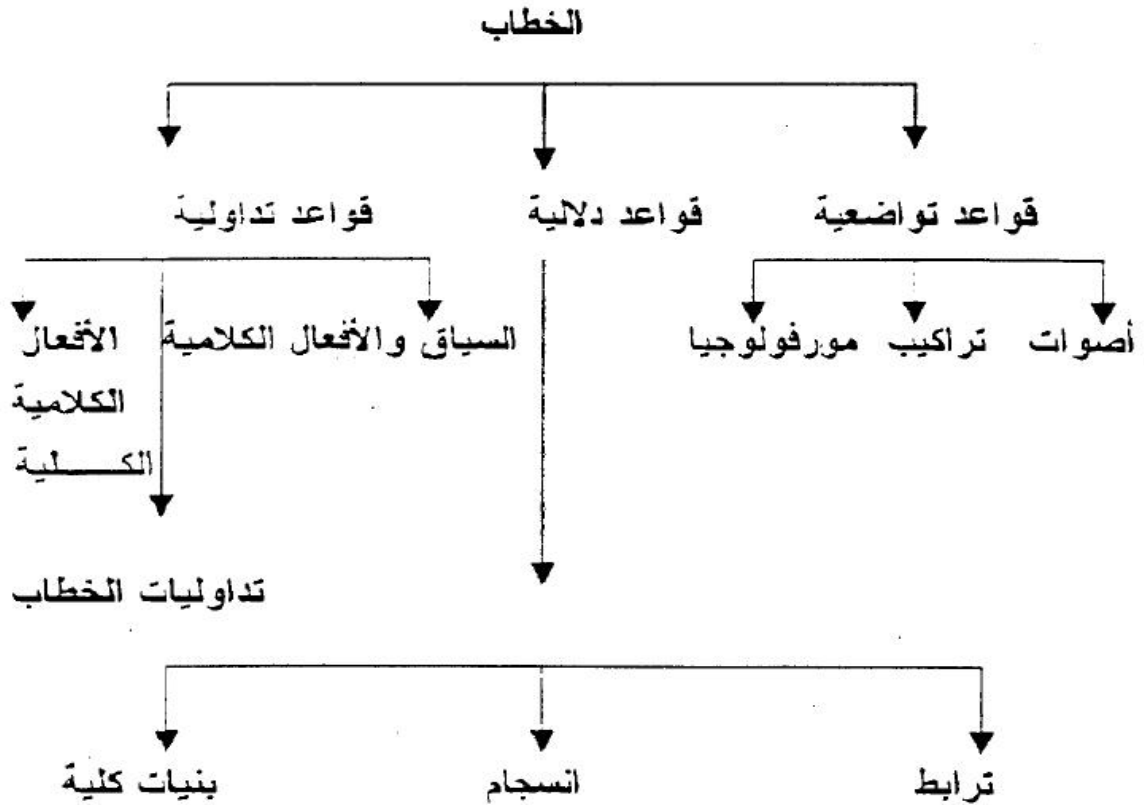 الخطاب
قواعد تواضعية قواعد دلالية قواعد تداولية
أصوات تراكيب مورفولوجيا السياق والأفعال الكلامية الأفعال
الكلامية
الكلية
تداوليات الخطاب
ترابط انسجام بنيات كلية